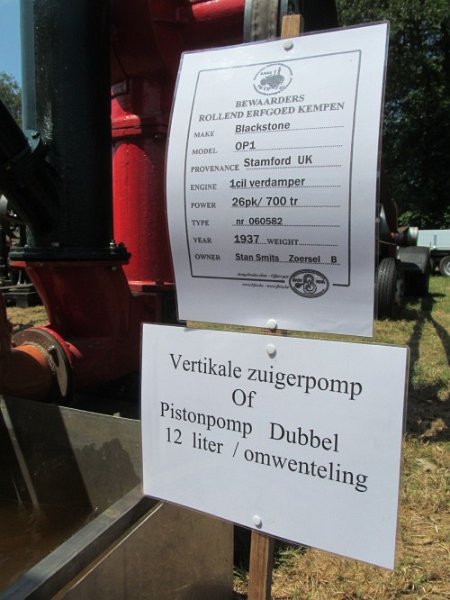 BEWAARDERS
ROLLEND ERFGOED KEMPEN
MAKE Blackstone
MODEL OP1
PROVENANCE Stamford UK
ENGINE 1cil verdamper
POWER 26pk/ 700 tr
TYPE nr 060582
YEAR 1937 WEIGHT
OWNER Stan Smits Zoersel B
Vertikale zuigerpomp
Of
Pistonpomp Dubbel
12 liter / omwenteling